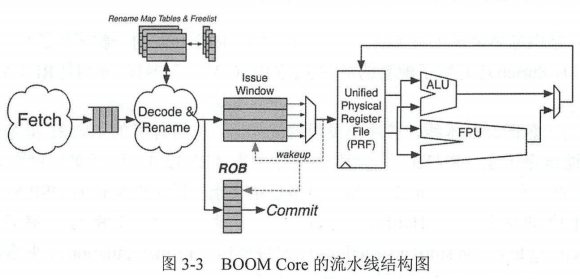 Rename Map Tables & Freelist
Fetch
Decode &
Rename
Issue
Window
wakeup
ROB
Commit
Unified
Physical
Register
File
(PRF)
ALU
FPU
图 3-3 BOOM Core 的流水线结构图